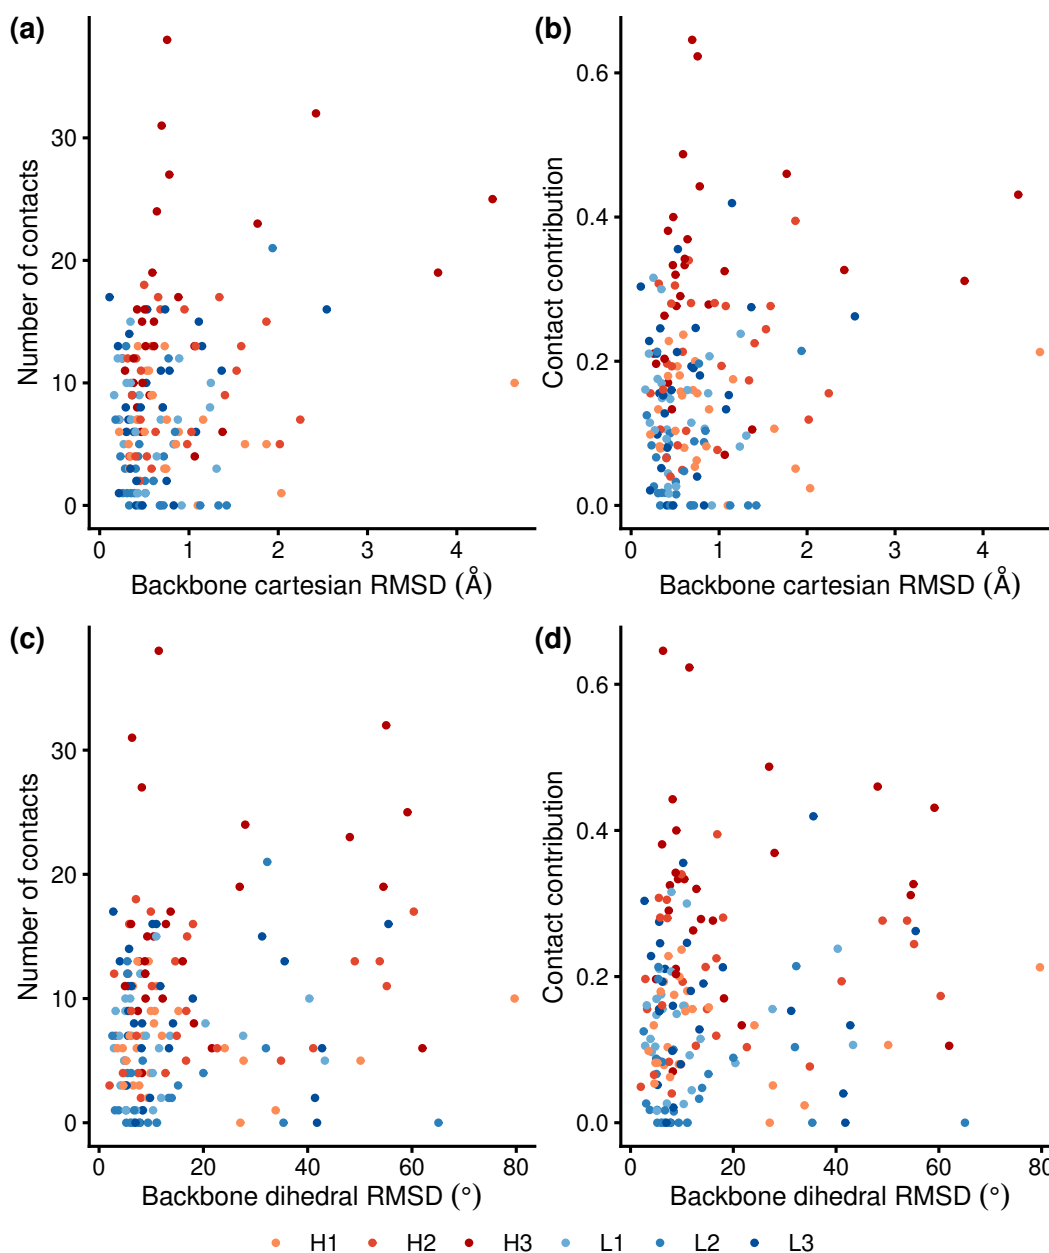 (a)
Number of contacts
30
20
10
0
0 1 2 3 4
Backbone cartesian RMSD (Å)
(b)
Contact contribution
0.6
0.4
0.2
0.0
0 1 2 3 4
Backbone cartesian RMSD (Å)
(c)
Number of contacts
30
20
10
0
0 20 40 60 80
Backbone dihedral RMSD (°)
(d)
Contact contribution
0.6
0.4
0.2
0.0
0 20 40 60 80
Backbone dihedral RMSD (°)
H1 H2 H3 L1 L2 L3